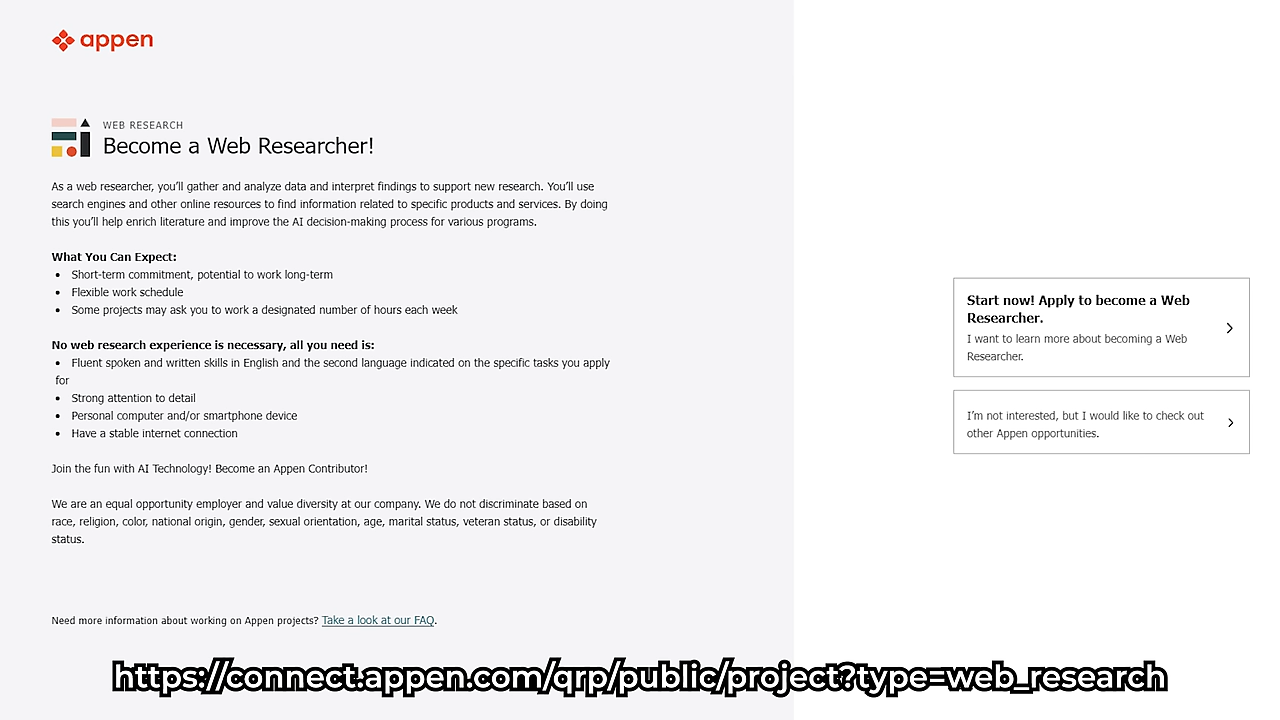 appen
WEB RESEARCH
Become a Web Researcher!
As a web researcher, you'll gather and analyze data and interpret findings to support new research. You'll use
search engines and other online resources to find information related to specific products and services. By doing
this you'll help enrich literature and improve the AI decision-making process for various programs.
What You Can Expect:
• Short-term commitment, potential to work long-term
• Flexible work schedule
• Some projects may ask you to work a designated number of hours each week
No web research experience is necessary, all you need is:
• Fluent spoken and written skills in English and the second language indicated on the specific tasks you apply
for
• Strong attention to detail
• Personal computer and/or smartphone device
• Have a stable internet connection
Join the fun with AI Technology! Become an Appen Contributor!
We are an equal opportunity employer and value diversity at our company. We do not discriminate based on
race, religion, color, national origin, gender, sexual orientation, age, marital status, veteran status, or disability
status.
Need more information about working on Appen projects? Take a look at our FAQ.
Start now! Apply to become a Web
Researcher.
I want to learn more about becoming a Web
Researcher.
I'm not interested, but I would like to check out
other Appen opportunities.
https://connect.appen.com/qrp/public/project?type=web_research